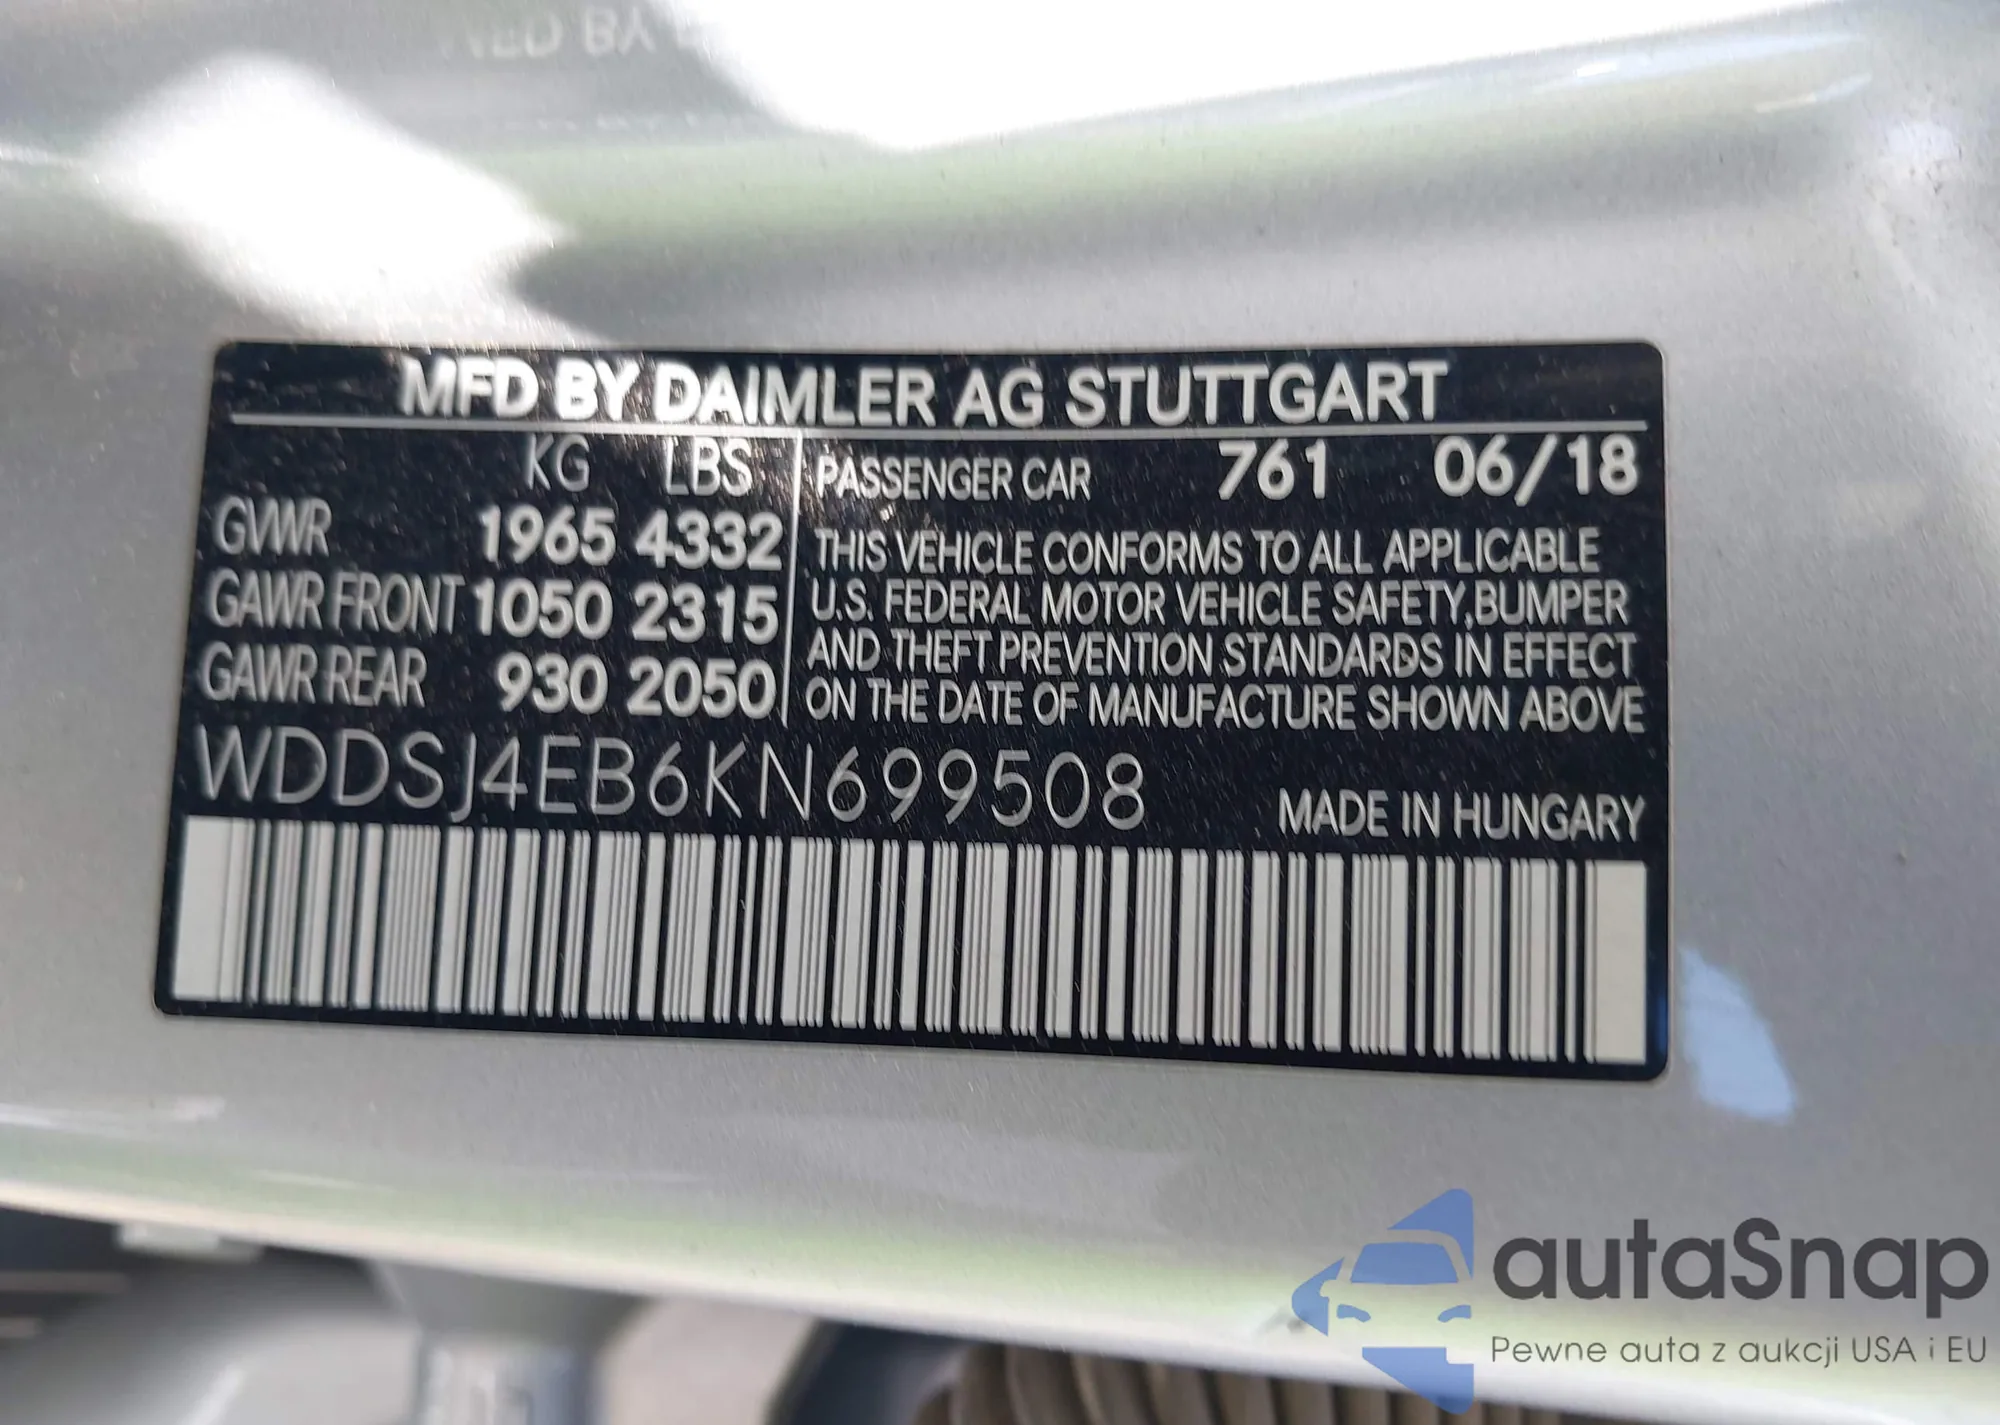 MFD BY DAIMLER AG STUTTGART
KG LBS
GVWR 1965 4332
GAWR FRONT 1050 2315
GAWR REAR 930 2050
PASSENGER CAR 761 06/18
THIS VEHICLE CONFORMS TO ALL APPLICABLE
U.S. FEDERAL MOTOR VEHICLE SAFETY,BUMPER
AND THEFT PREVENTION STANDARDS IN EFFECT
ON THE DATE OF MANUFACTURE SHOWN ABOVE
WDDSJ4EB6KN699508
MADE IN HUNGARY
autaSnap
Pewne auta z aukcji USA i EU